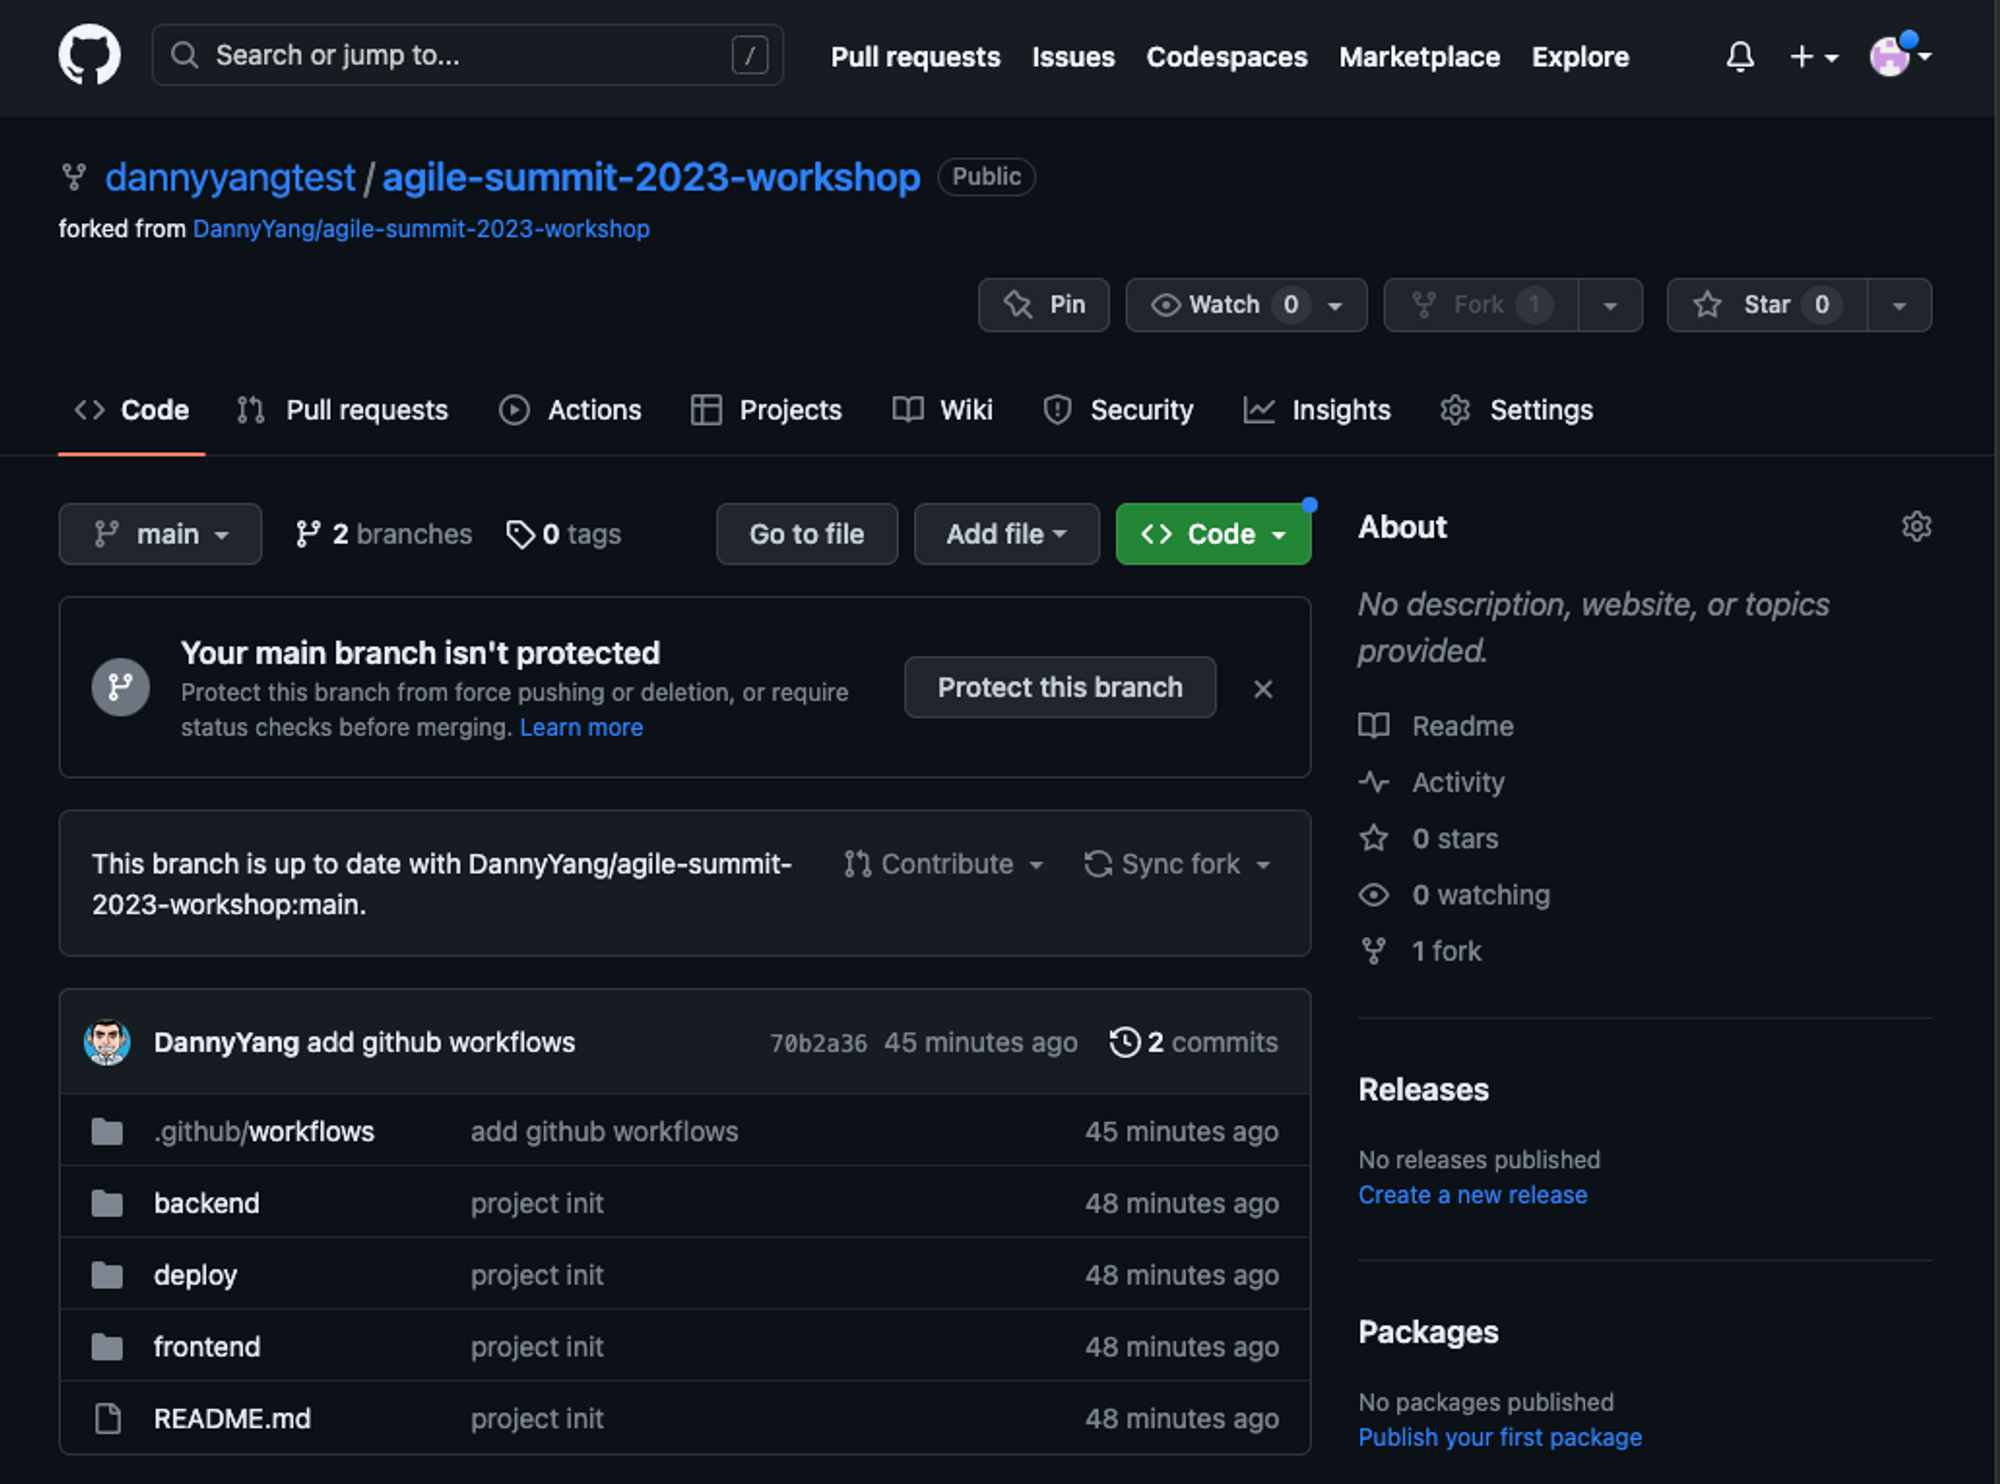 Search or jump to... /
Pull requests Issues Codespaces Marketplace Explore
dannyyangtest / agile-summit-2023-workshop Public
forked from DannyYang/agile-summit-2023-workshop
Pin Watch 0 Fork 1 Star 0
Code Pull requests Actions Projects Wiki Security Insights Settings
main 2 branches 0 tags Go to file Add file Code
Your main branch isn't protected
Protect this branch from force pushing or deletion, or require
status checks before merging. Learn more
Protect this branch
This branch is up to date with DannyYang/agile-summit-
2023-workshop:main.
Contribute Sync fork
DannyYang add github workflows 70b2a36 45 minutes ago 2 commits
.github/workflows add github workflows 45 minutes ago
backend project init 48 minutes ago
deploy project init 48 minutes ago
frontend project init 48 minutes ago
README.md project init 48 minutes ago
About
No description, website, or topics
provided.
Readme
Activity
0 stars
0 watching
1 fork
Releases
No releases published
Create a new release
Packages
No packages published
Publish your first package